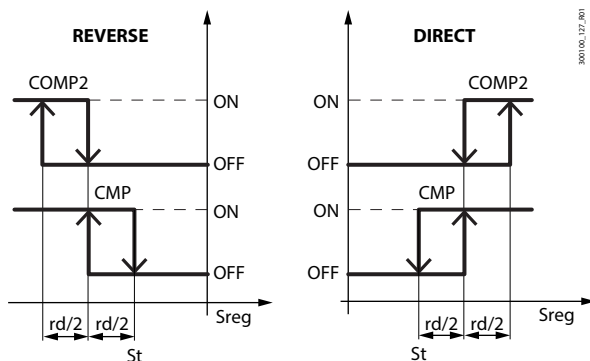 REVERSE
COMP2
ON
OFF
CMP
ON
OFF
Sreg
rd/2 rd/2
St
DIRECT
COMP2
ON
OFF
CMP
ON
OFF
Sreg
rd/2 rd/2
St
300100_127_R01